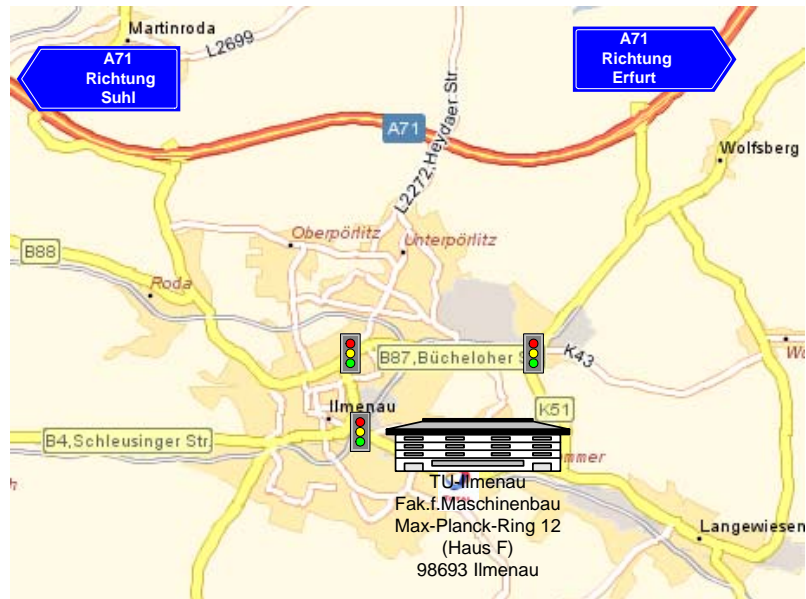 Martinroda
L2699
A71
Richtung
Suhl
A71
Richtung
Erfurt
A71
L2272,Heydaer Str.
Wolfsberg
Oberpörlitz
Unterpörlitz
B88
Roda
B87,Bücheloher S
K43
Ilmenau
K51
B4,Schleusinger Str.
mmer
TU-Ilmenau
Fak.f.Maschinenbau
Max-Planck-Ring 12
(Haus F)
98693 Ilmenau
Langewiesen